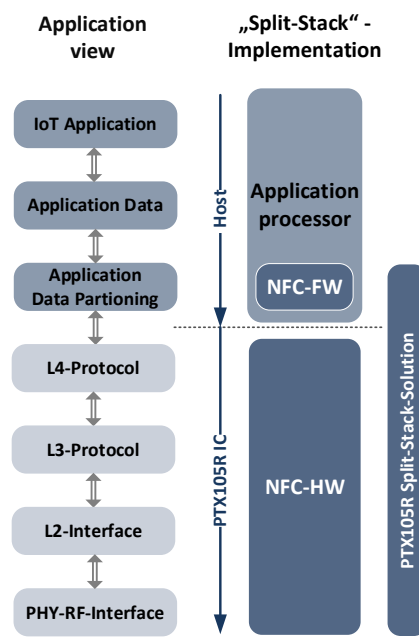 Application
view
„Split-Stack“ -
Implementation
IoT Application
Application Data
Application
Data Partioning
L4-Protocol
L3-Protocol
L2-Interface
PHY-RF-Interface
Host
PTX105R IC
Application
processor
NFC-FW
NFC-HW
PTX105R Split-Stack-Solution